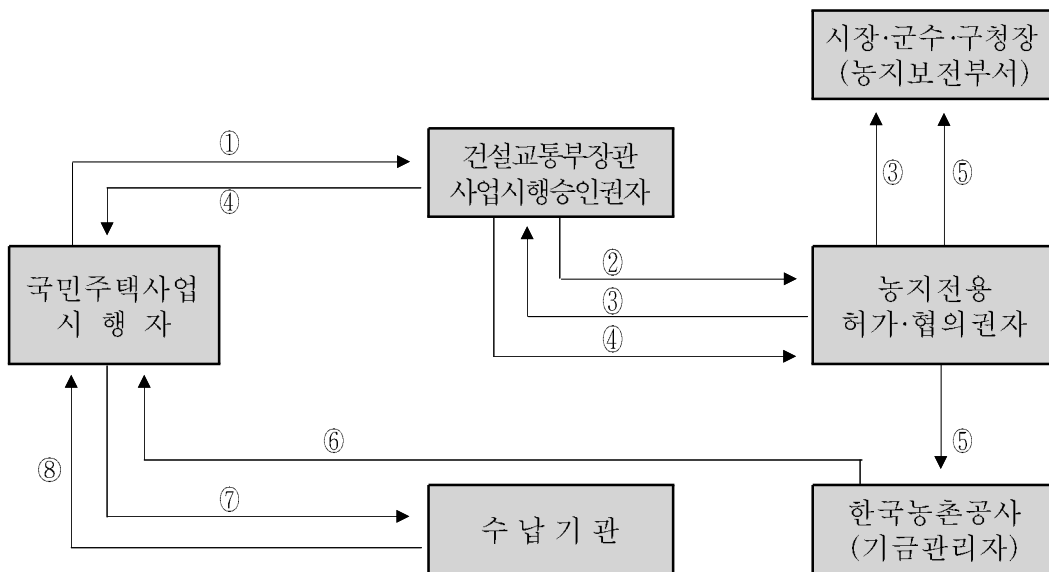 시장·군수·구청장
(농지보전부서)
①
건설교통부장관
사업시행승인권자
③
⑤
④
국민주택사업
시 행 자
②
농지전용
허가·협의권자
③
④
⑥
⑤
⑧
⑦
수 납 기 관
한국농촌공사
(기금관리자)